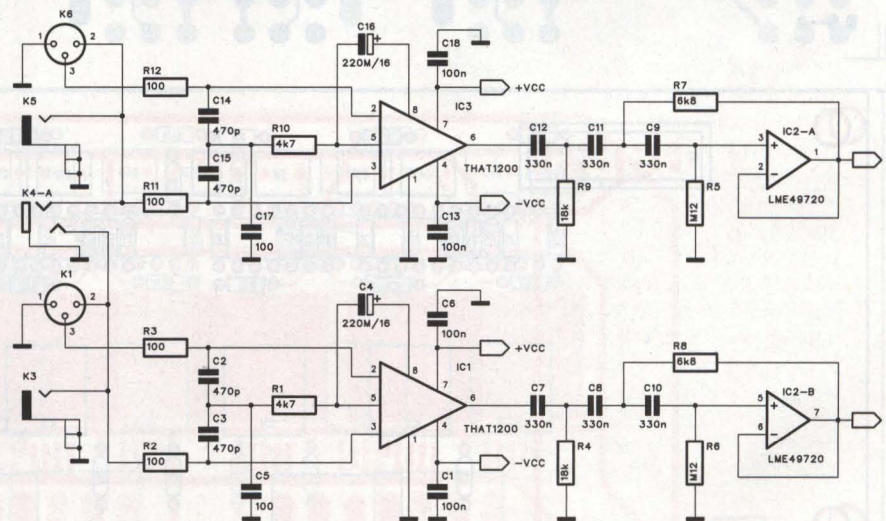 K6
1
2
3
R12
100
K5
C14
470p
R10
4k7
C15
470p
K4-A
R11
100
C17
100
C16
+
220M/16
2
8
7
5
6
3
4
1
IC3
THAT1200
C18
100n
+VCC
-VCC
C13
100n
C12
330n
C11
330n
C9
330n
R9
18k
R7
6k8
R5
M12
IC2-A
3
+
1
2
-
LME49720
K1
1
2
3
R3
100
K3
C2
470p
R1
4k7
C3
470p
R2
100
C5
100
C4
+
220M/16
2
8
7
5
6
3
4
1
IC1
THAT1200
C6
100n
+VCC
-VCC
C1
100n
C7
330n
C8
330n
C10
330n
R4
18k
R8
6k8
R6
M12
IC2-B
5
+
7
6
-
LME49720